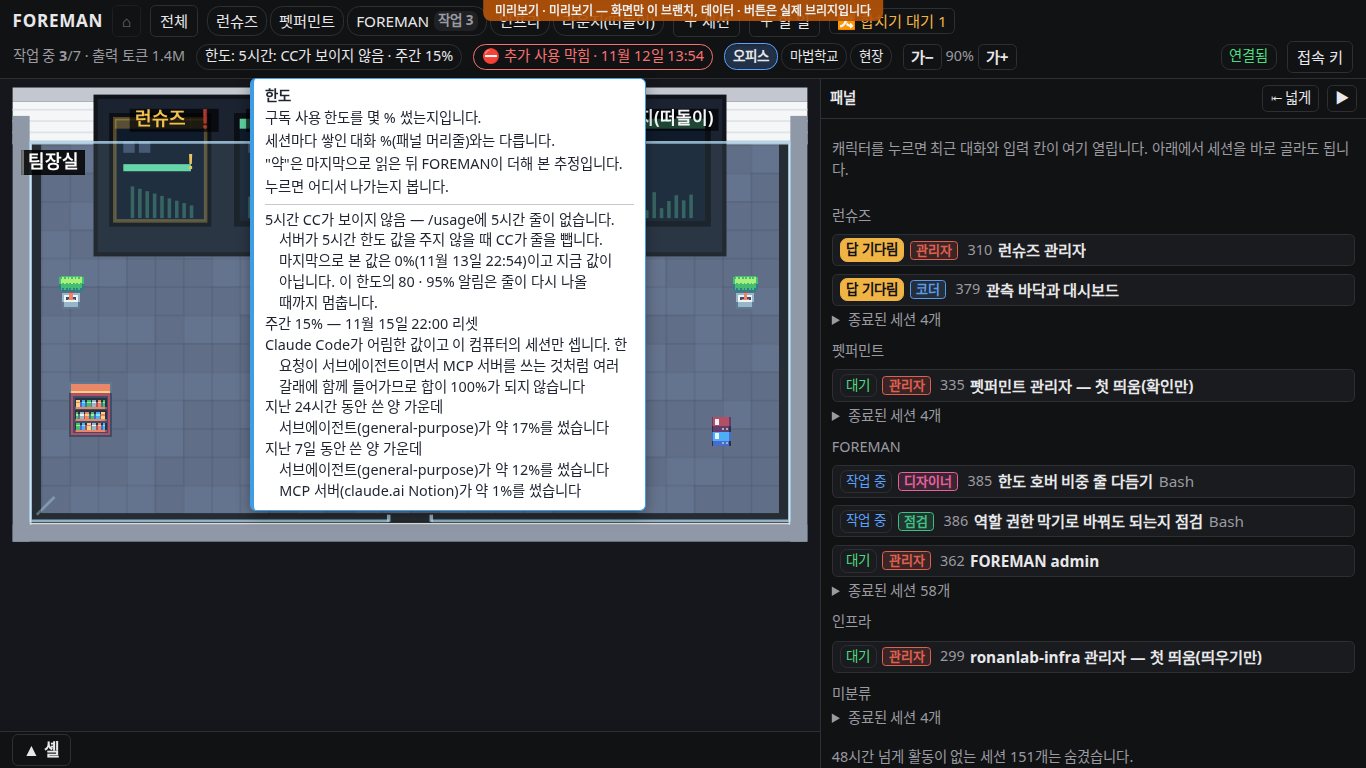 미리보기 · 미리보기 — 화면만 이 브랜치, 데이터 · 버튼은 실제 브리지입니다
FOREMAN ⌂ 전체 런슈즈 펫퍼민트 FOREMAN 작업 3
합치기 대기 1
작업 중 3/7 · 출력 토큰 1.4M 한도: 5시간: CC가 보이지 않음 · 주간 15% ⛔ 추가 사용 막힘 · 11월 12일 13:54 오피스 마법학교 현장 가− 90% 가+ 연결됨 접속 키
런슈즈
(떠돌이)
팀장실
한도
구독 사용 한도를 몇 % 썼는지입니다.
세션마다 쌓인 대화 %(패널 머리줄)와는 다릅니다.
"약"은 마지막으로 읽은 뒤 FOREMAN이 더해 본 추정입니다.
누르면 어디서 나가는지 봅니다.
5시간 CC가 보이지 않음 — /usage에 5시간 줄이 없습니다.
서버가 5시간 한도 값을 주지 않을 때 CC가 줄을 뺍니다.
마지막으로 본 값은 0%(11월 13일 22:54)이고 지금 값이
아닙니다. 이 한도의 80 · 95% 알림은 줄이 다시 나올
때까지 멈춥니다.
주간 15% — 11월 15일 22:00 리셋
Claude Code가 어림한 값이고 이 컴퓨터의 세션만 셉니다. 한
요청이 서브에이전트이면서 MCP 서버를 쓰는 것처럼 여러
갈래에 함께 들어가므로 합이 100%가 되지 않습니다
지난 24시간 동안 쓴 양 가운데
서브에이전트(general-purpose)가 약 17%를 썼습니다
지난 7일 동안 쓴 양 가운데
서브에이전트(general-purpose)가 약 12%를 썼습니다
MCP 서버(claude.ai Notion)가 약 1%를 썼습니다
▲ 셸
패널 ⇤ 넓게 ▶
캐릭터를 누르면 최근 대화와 입력 칸이 여기 열립니다. 아래에서 세션을 바로 골라도 됩니
다.
런슈즈
답 기다림 관리자 310 런슈즈 관리자
답 기다림 코더 379 관측 바닥과 대시보드
▶ 종료된 세션 4개
펫퍼민트
대기 관리자 335 펫퍼민트 관리자 — 첫 띄움(확인만)
▶ 종료된 세션 4개
FOREMAN
작업 중 디자이너 385 한도 호버 비중 줄 다듬기 Bash
작업 중 점검 386 역할 권한 막기로 바꿔도 되는지 점검 Bash
대기 관리자 362 FOREMAN admin
▶ 종료된 세션 58개
인프라
대기 관리자 299 ronanlab-infra 관리자 — 첫 띄움(띄우기만)
미분류
▶ 종료된 세션 4개
48시간 넘게 활동이 없는 세션 151개는 숨겼습니다.